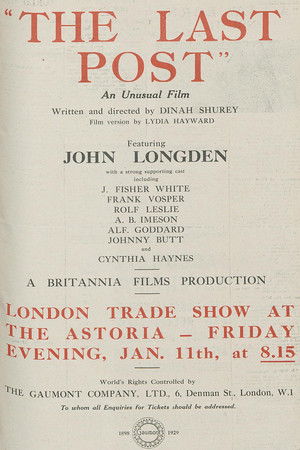 "THE LAST
POST"
An Unusual Film
Written and directed by DINAH SHUREY
Film version by LYDIA HAYWARD
Featuring
JOHN LONGDEN
with a strong supporting cast
including
J. FISHER WHITE
FRANK VOSPER
ROLF LESLIE
A. B. IMESON
ALF. GODDARD
JOHNNY BUTT
and
CYNTHIA HAYNES
A BRITANNIA FILMS PRODUCTION
LONDON TRADE SHOW AT
THE ASTORIA — FRIDAY
EVENING, JAN. 11th, at 8.15
World's Rights Controlled by
THE GAUMONT COMPANY, LTD., 6, Denman St., London, W.1
To whom all Enquiries for Tickets should be addressed.
1898 Gaumont 1929